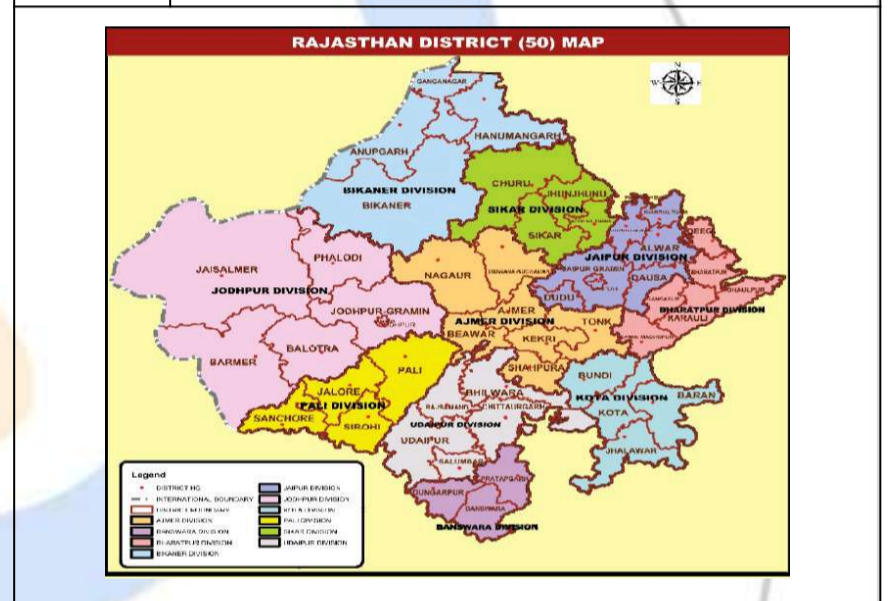 RAJASTHAN DISTRICT (50) MAP
N
W
E
S
GANGANAGAR
HANUMANGARH
ANUPGARH
BIKANER DIVISION
BIKANER
CHURU
JHUNJHUNU
SIKAR DIVISION
SIKAR
DEEG
ALWAR
JAIPUR DIVISION
BHARATPUR
JAIPUR GRAMIN
DAUSA
DUDU
PHALODI
JAISALMER
JODHPUR DIVISION
NAGAUR
JODHPUR GRAMIN
AJMER
AJMER DIVISION
BEAWAR
TONK
KEKRI
BHARATPUR DIVISION
KARAULI
BARMER
BALOTRA
PALI
SHAHPURA
BUNDI
KOTA DIVISION
BARAN
KOTA
JHALAWAR
JALORE
PALI DIVISION
SANCHORE
SIROHI
BHILWARA
CHITTAURGARH
UDAIPUR DIVISION
UDAIPUR
SALUMBAR
PRATAPGARH
DUNGARPUR
BANSWARA
BANSWARA DIVISION
Legend
DISTRICT HQ
INTERNATIONAL BOUNDARY
DISTRICT BOUNDARY
AJMER DIVISION
BANSWARA DIVISION
BHARATPUR DIVISION
BIKANER DIVISION
JAIPUR DIVISION
JODHPUR DIVISION
KOTA DIVISION
PALI DIVISION
SIKAR DIVISION
UDAIPUR DIVISION